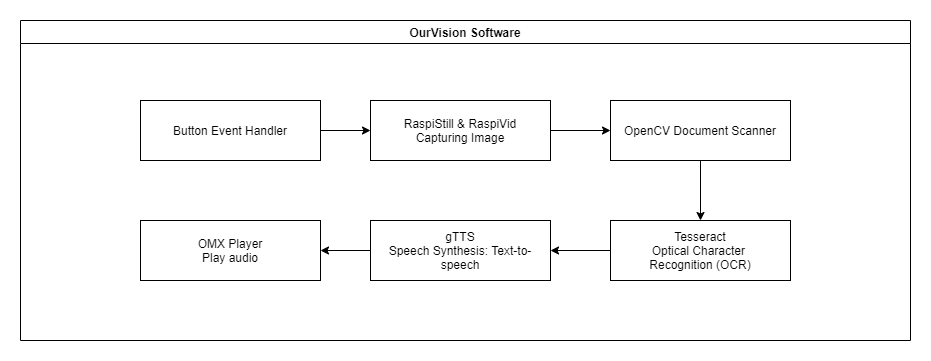 OurVision Software
Button Event Handler
RaspiStill & RaspiVid
Capturing Image
OpenCV Document Scanner
Tesseract
Optical Character
Recognition (OCR)
gTTS
Speech Synthesis: Text-to-
speech
OMX Player
Play audio